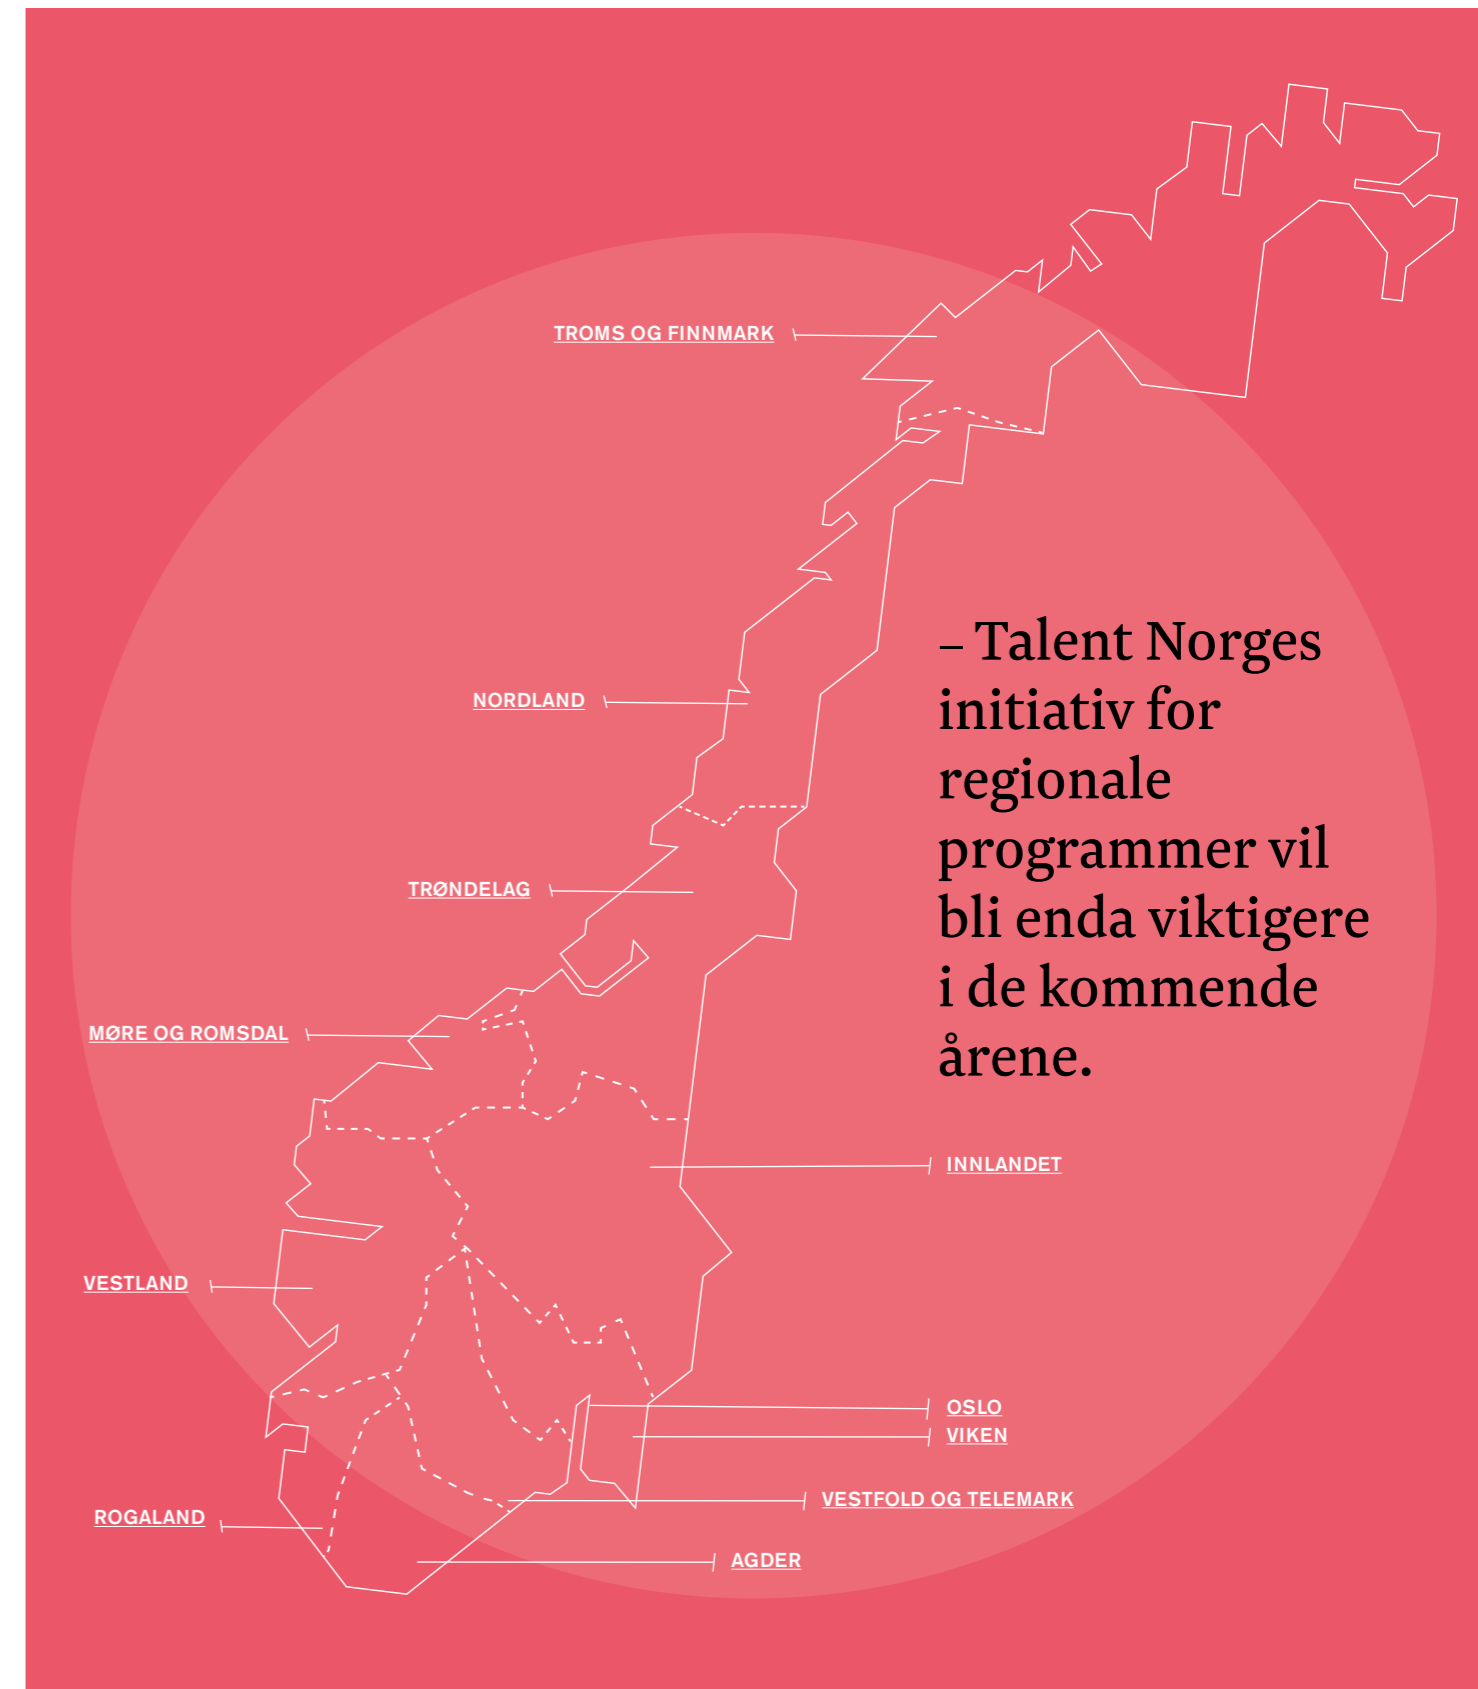 TROMS OG FINNMARK
NORDLAND
– Talent Norges
initiativ for
regionale
programmer vil
bli enda viktigere
i de kommende
årene.
TRØNDELAG
MØRE OG ROMSDAL
INNLANDET
VESTLAND
OSLO
VIKEN
VESTFOLD OG TELEMARK
ROGALAND
AGDER